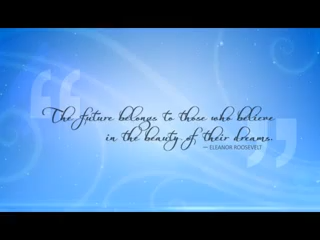 “The future belongs to those who believe
in the beauty of their dreams.”
— ELEANOR ROOSEVELT